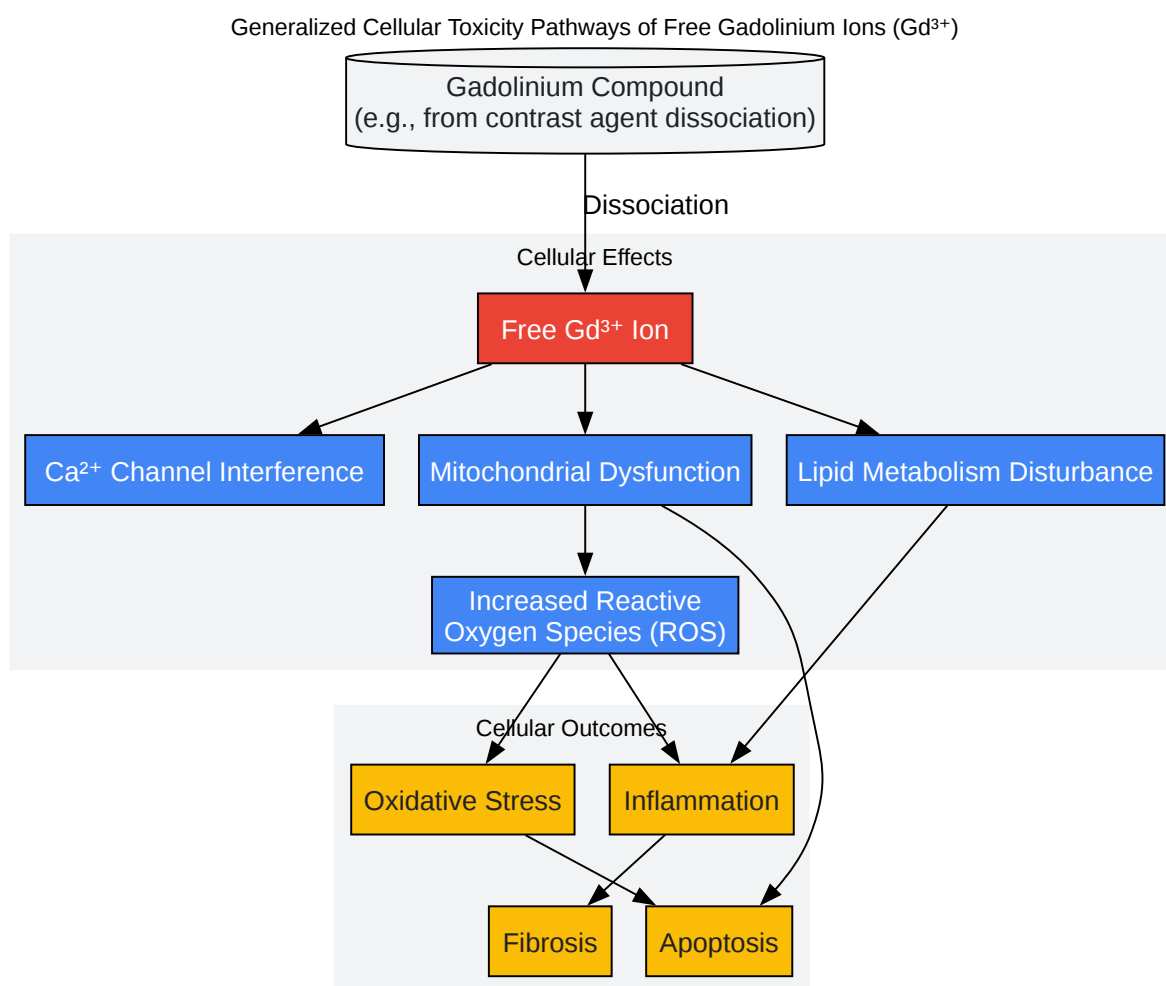 Generalized Cellular Toxicity Pathways of Free Gadolinium Ions (Gd³⁺)
Gadolinium Compound
(e.g., from contrast agent dissociation)
Dissociation
Cellular Effects
Free Gd³⁺ Ion
Ca²⁺ Channel Interference
Mitochondrial Dysfunction
Lipid Metabolism Disturbance
Increased Reactive
Oxygen Species (ROS)
Cellular Outcomes
Oxidative Stress
Inflammation
Fibrosis
Apoptosis